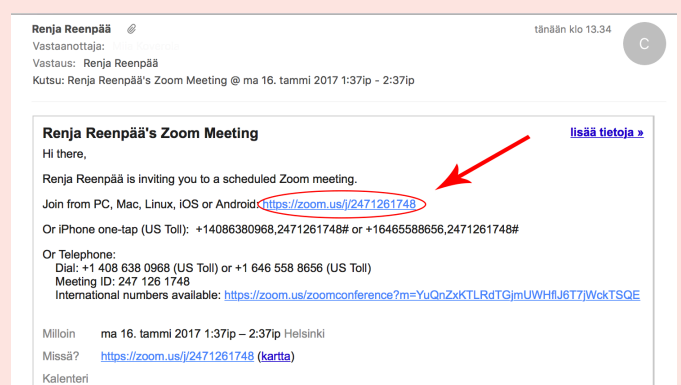 Renja Reenpää
tänään klo 13.34
Vastaanottaja:
Vastaus: Renja Reenpää
Kutsu: Renja Reenpää's Zoom Meeting @ ma 16. tammi 2017 1:37ip - 2:37ip
C
Renja Reenpää's Zoom Meeting
lisää tietoja »
Hi there,
Renja Reenpää is inviting you to a scheduled Zoom meeting.
Join from PC, Mac, Linux, iOS or Android: https://zoom.us/j/2471261748
Or iPhone one-tap (US Toll): +14086380968,2471261748# or +16465588656,2471261748#
Or Telephone:
Dial: +1 408 638 0968 (US Toll) or +1 646 558 8656 (US Toll)
Meeting ID: 247 126 1748
International numbers available: https://zoom.us/zoomconference?m=YuQnZxKTLRdTGjmUWHflJ6T7jWckTSQE
Milloin ma 16. tammi 2017 1:37ip – 2:37ip Helsinki
Missä? https://zoom.us/j/2471261748 (kartta)
Kalenteri